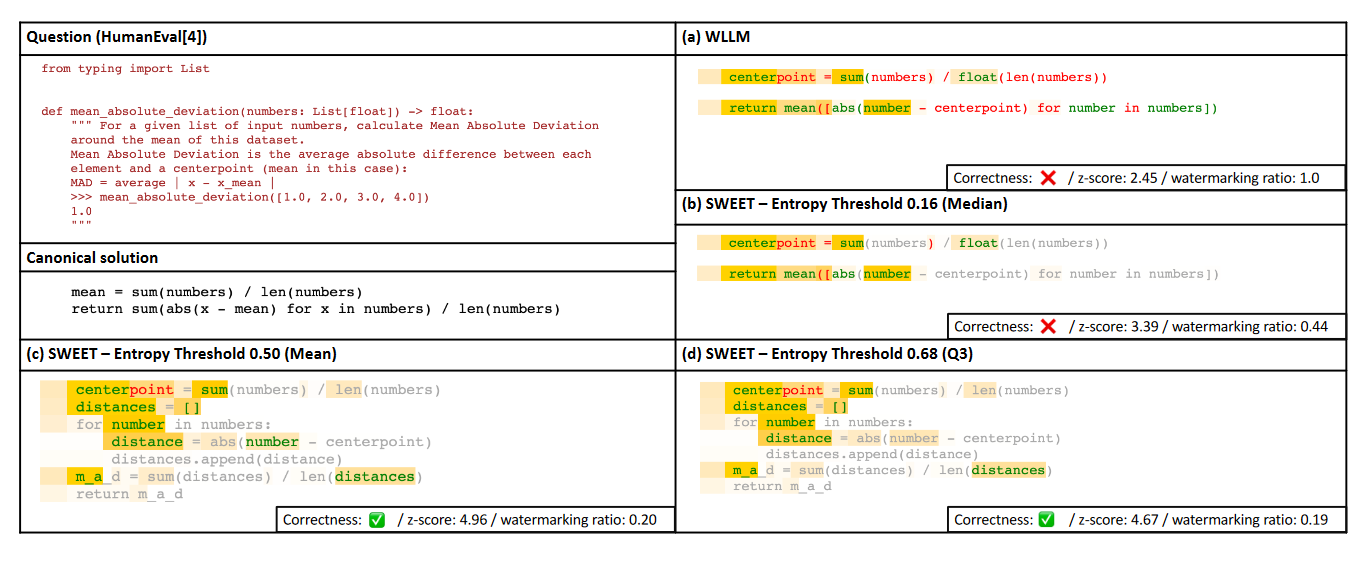 Question (HumanEval[4])
from typing import List
def mean_absolute_deviation(numbers: List[float]) -> float:
""" For a given list of input numbers, calculate Mean Absolute Deviation
around the mean of this dataset.
Mean Absolute Deviation is the average absolute difference between each
element and a centerpoint (mean in this case):
MAD = average | x - x_mean |
>>> mean_absolute_deviation([1.0, 2.0, 3.0, 4.0])
1.0
"""
Canonical solution
mean = sum(numbers) / len(numbers)
return sum(abs(x - mean) for x in numbers) / len(numbers)
(a) WLLM
centerpoint = sum(numbers) / float(len(numbers))
return mean([abs(number - centerpoint) for number in numbers])
Correctness: ❌ / z-score: 2.45 / watermarking ratio: 1.0
(b) SWEET – Entropy Threshold 0.16 (Median)
centerpoint = sum(numbers) / float(len(numbers))
return mean([abs(number - centerpoint) for number in numbers])
Correctness: ❌ / z-score: 3.39 / watermarking ratio: 0.44
(c) SWEET – Entropy Threshold 0.50 (Mean)
centerpoint = sum(numbers) / len(numbers)
distances = []
for number in numbers:
distance = abs(number - centerpoint)
distances.append(distance)
m_a_d = sum(distances) / len(distances)
return m_a_d
Correctness: ✅ / z-score: 4.96 / watermarking ratio: 0.20
(d) SWEET – Entropy Threshold 0.68 (Q3)
centerpoint = sum(numbers) / len(numbers)
distances = []
for number in numbers:
distance = abs(number - centerpoint)
distances.append(distance)
m_a_d = sum(distances) / len(distances)
return m_a_d
Correctness: ✅ / z-score: 4.67 / watermarking ratio: 0.19